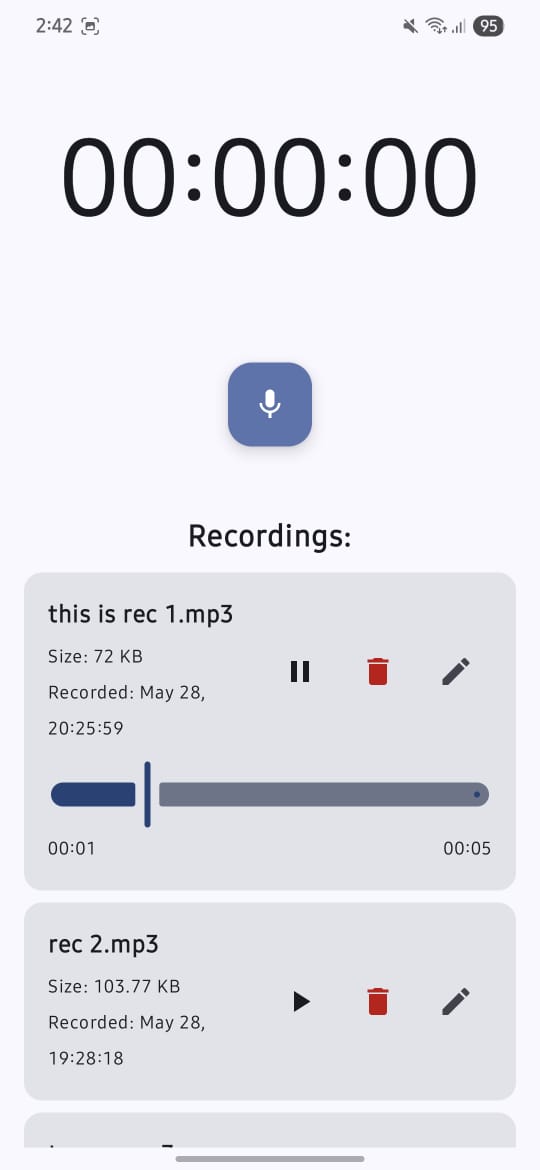 2:42
95
00:00:00
Recordings:
this is rec 1.mp3
Size: 72 KB
Recorded: May 28,
20:25:59
00:01
00:05
rec 2.mp3
Size: 103.77 KB
Recorded: May 28,
19:28:18